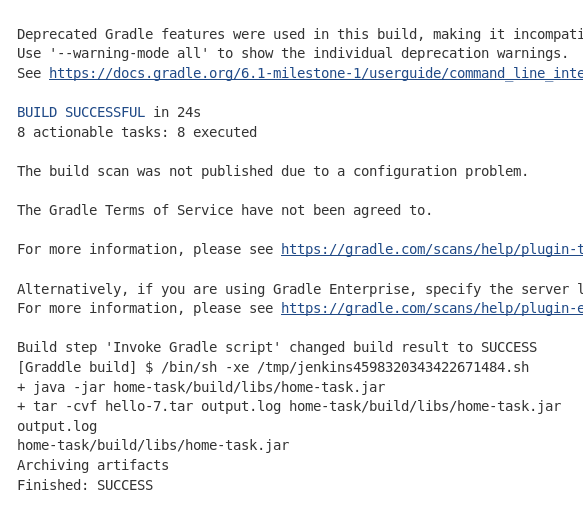 Deprecated Gradle features were used in this build, making it
Use '--warning-mode all' to show the individual deprecation warnings.
See https://docs.gradle.org/6.1-milestone-1/userguide/command_line_inte
BUILD SUCCESSFUL in 24s
8 actionable tasks: 8 executed
The build scan was not published due to a configuration problem.
The Gradle Terms of Service have not been agreed to.
For more information, please see https://gradle.com/scans/help/plugin-t
Alternatively, if you are using Gradle Enterprise, specify the server
For more information, please see https://gradle.com/scans/help/plugin-e
Build step 'Invoke Gradle script' changed build result to SUCCESS
[Graddle build] $ /bin/sh -xe /tmp/jenkins4598320343422671484.sh
+ java -jar home-task/build/libs/home-task.jar
+ tar -cvf hello-7.tar output.log home-task/build/libs/home-task.jar
output.log
home-task/build/libs/home-task.jar
Archiving artifacts
Finished: SUCCESS